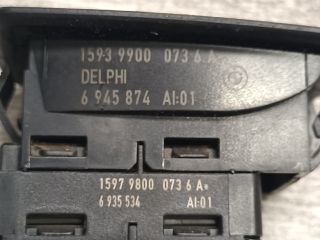 1593 9900 073 6 A
DELPHI
6 945 874 AI:01
1597 9800 073 6 A
6 935 534 AI:01